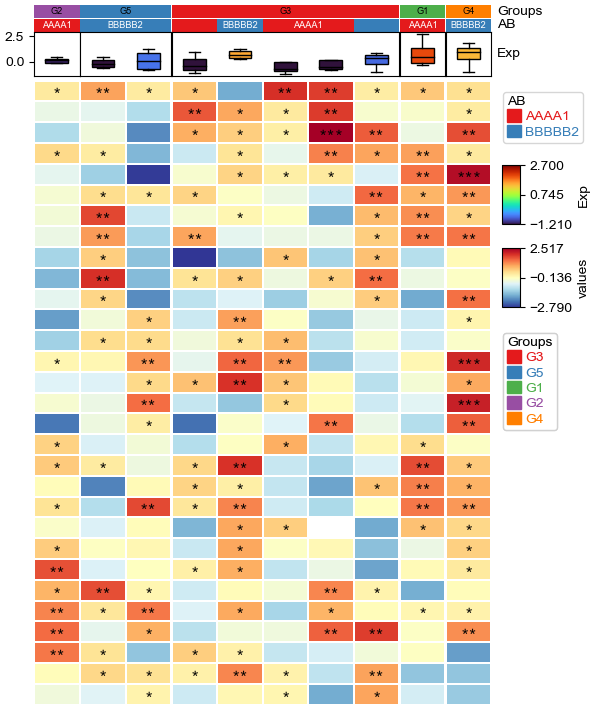 G2 G5 G3 G1 G4 Groups
AAAA1 BBBBB2 BBBBB2 AAAA1 AAAA1 BBBBB2 AB
2.5
0.0
Exp
* ** * * ** ** * * *
** * * ** *
* * * *** ** **
* * * ** * ** *
* * * ** ***
* * * ** * **
** * * ** *
** ** * ** **
* * *
** * * * **
* * **
* ** *
* * * *
* ** ** ** ***
* * ** * *
** * ***
* ** **
* * *
* * * ** ** *
* * * ** *
* ** * ** ** **
* * * *
* * *
** * * *
* ** * ** *
** * ** * * * *
** * ** ** **
** * * *
* * * ** * **
* * *
AB
AAAA1
BBBBB2
2.700
0.745
−1.210
Exp
2.517
−0.136
−2.790
values
Groups
G3
G5
G1
G2
G4